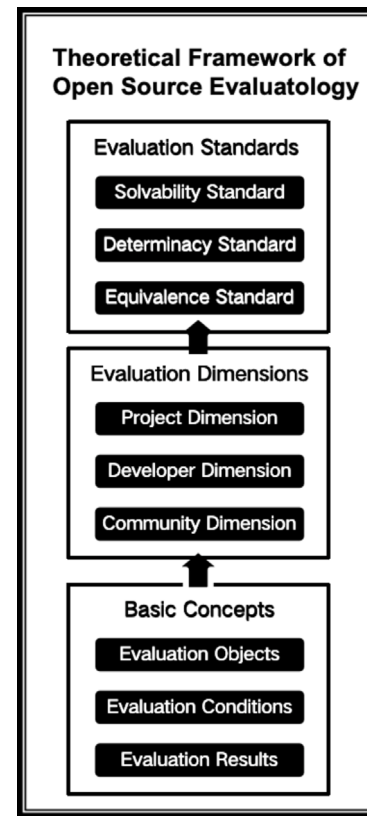 Theoretical Framework of
Open Source Evaluatology
Evaluation Standards
Solvability Standard
Determinacy Standard
Equivalence Standard
Evaluation Dimensions
Project Dimension
Developer Dimension
Community Dimension
Basic Concepts
Evaluation Objects
Evaluation Conditions
Evaluation Results